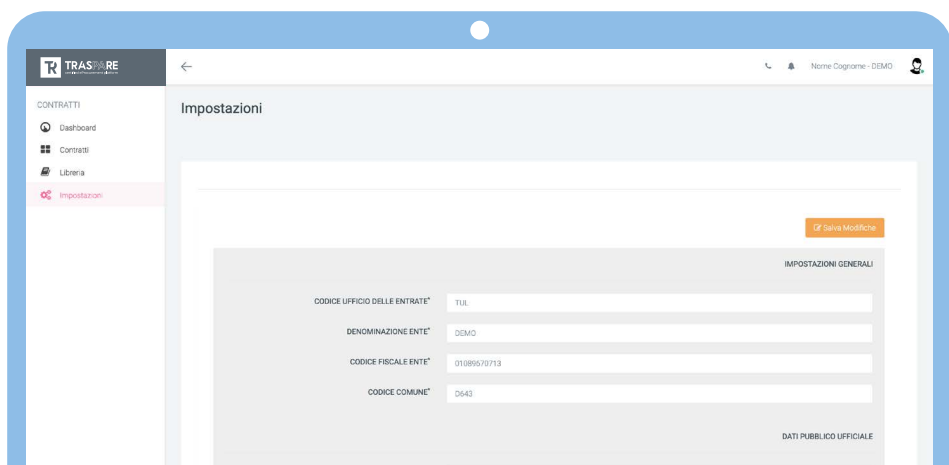 TRASPARE
Nome Cognome - DEMO
CONTRATTI
Dashboard
Contratti
Libreria
Impostazioni
Impostazioni
Salva Modifiche
IMPOSTAZIONI GENERALI
CODICE UFFICIO DELLE ENTRATE* TUL
DENOMINAZIONE ENTE* DEMO
CODICE FISCALE ENTE* 01089570713
CODICE COMUNE* D643
DATI PUBBLICO UFFICIALE